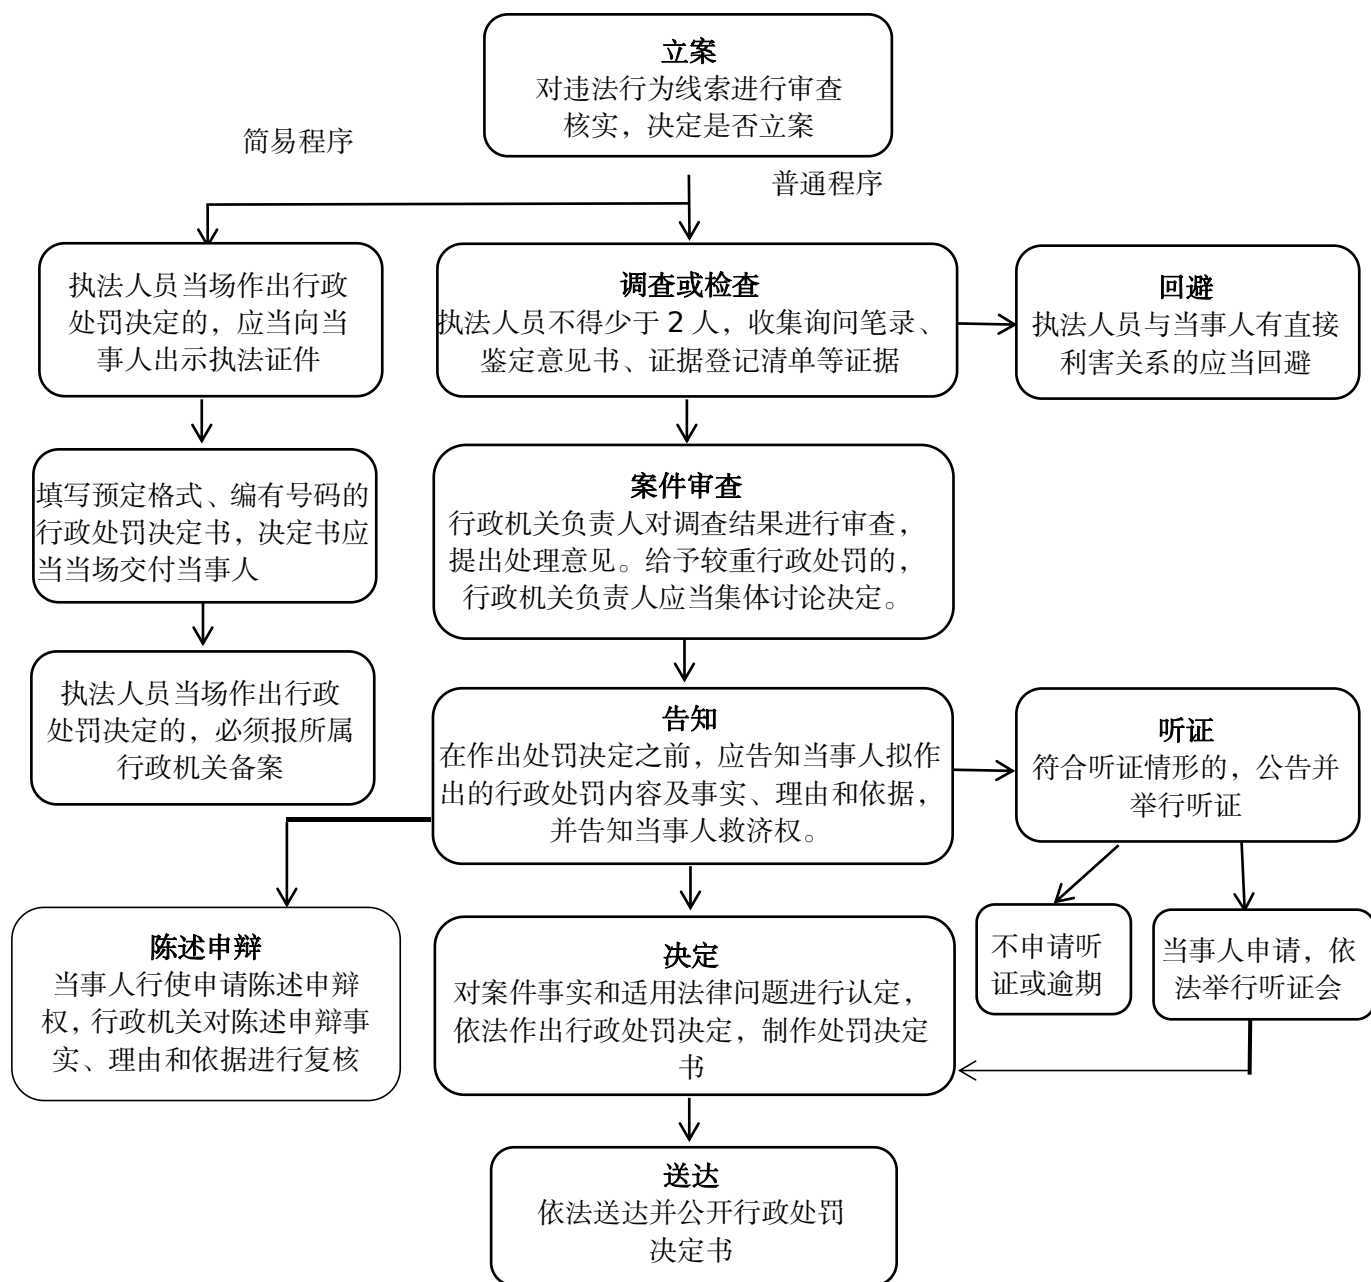 立案
对违法行为线索进行审查
核实，决定是否立案
简易程序
普通程序
执法人员当场作出行政
处罚决定的，应当向当
事人出示执法证件
调查或检查
执法人员不得少于 2 人，收集询问笔录、
鉴定意见书、证据登记清单等证据
回避
执法人员与当事人有直接
利害关系的应当回避
填写预定格式、编有号码的
行政处罚决定书，决定书应
当当场交付当事人
案件审查
行政机关负责人对调查结果进行审查，
提出处理意见。给予较重行政处罚的，
行政机关负责人应当集体讨论决定。
执法人员当场作出行政
处罚决定的，必须报所属
行政机关备案
告知
在作出处罚决定之前，应告知当事人拟作
出的行政处罚内容及事实、理由和依据，
并告知当事人救济权。
听证
符合听证情形的，公告并
举行听证
陈述申辩
当事人行使申请陈述申辩
权，行政机关对陈述申辩事
实、理由和依据进行复核
决定
对案件事实和适用法律问题进行认定，
依法作出行政处罚决定，制作处罚决定
书
不申请听
证或逾期
当事人申请，依
法举行听证会
送达
依法送达并公开行政处罚
决定书